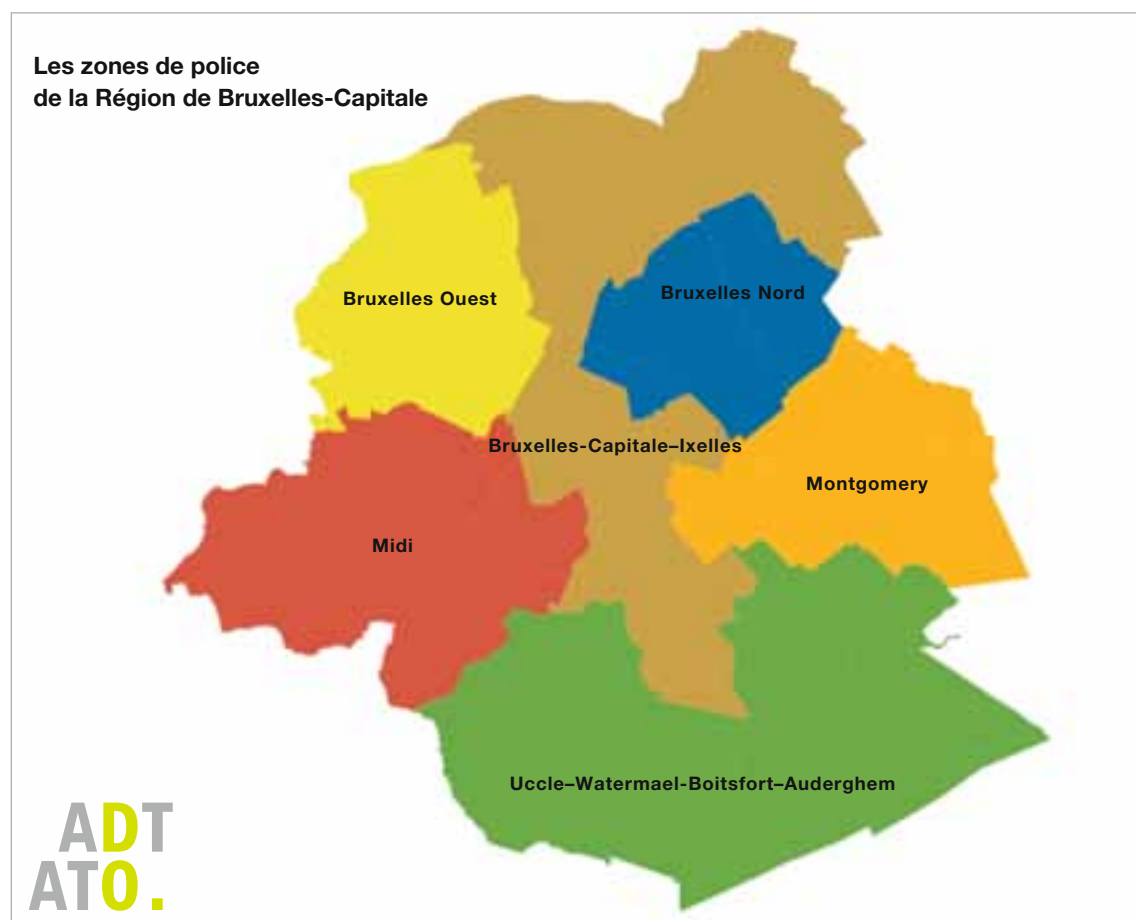 Les zones de police
de la Région de Bruxelles-Capitale
Bruxelles Ouest
Bruxelles Nord
Bruxelles-Capitale–Ixelles
Montgomery
Midi
Uccle–Watermael-Boitsfort–Auderghem
ADT
ATO.